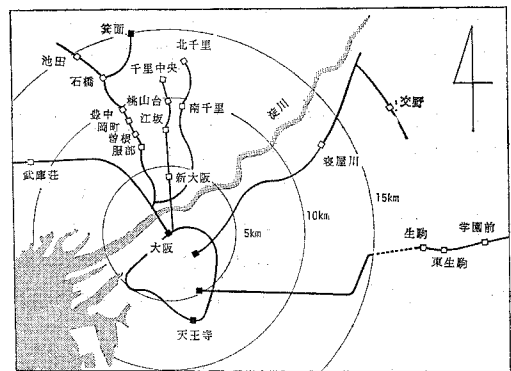 箕面
池田
石橋
北千里
千里中央
桃山台
南千里
豊中
岡町
曽根
服部
江坂
淀川
交野
寝屋川
武庫荘
新大阪
15km
10km
5km
大阪
生駒
学園前
東生駒
天王寺